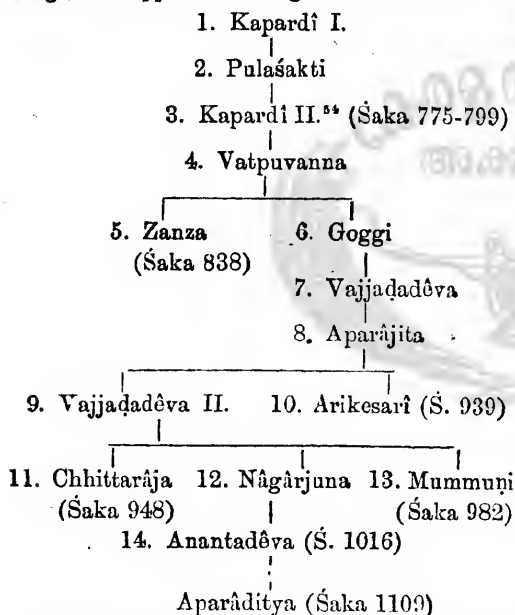 1. Kapardî I.
2. Pulaśakti
3. Kapardî II.⁵⁴ (Śaka 775-799)
4. Vatpuvanna
5. Zanza 6. Goggi
(Śaka 838)
7. Vajjaḍadêva
8. Aparâjita
9. Vajjaḍadêva II. 10. Arikesarî (Ś. 939)
11. Chhittarâja 12. Nâgârjuna 13. Mummuṇi
(Śaka 948) (Śaka 982)
14. Anantadêva (Ś. 1016)
Aparâditya (Śaka 1109)